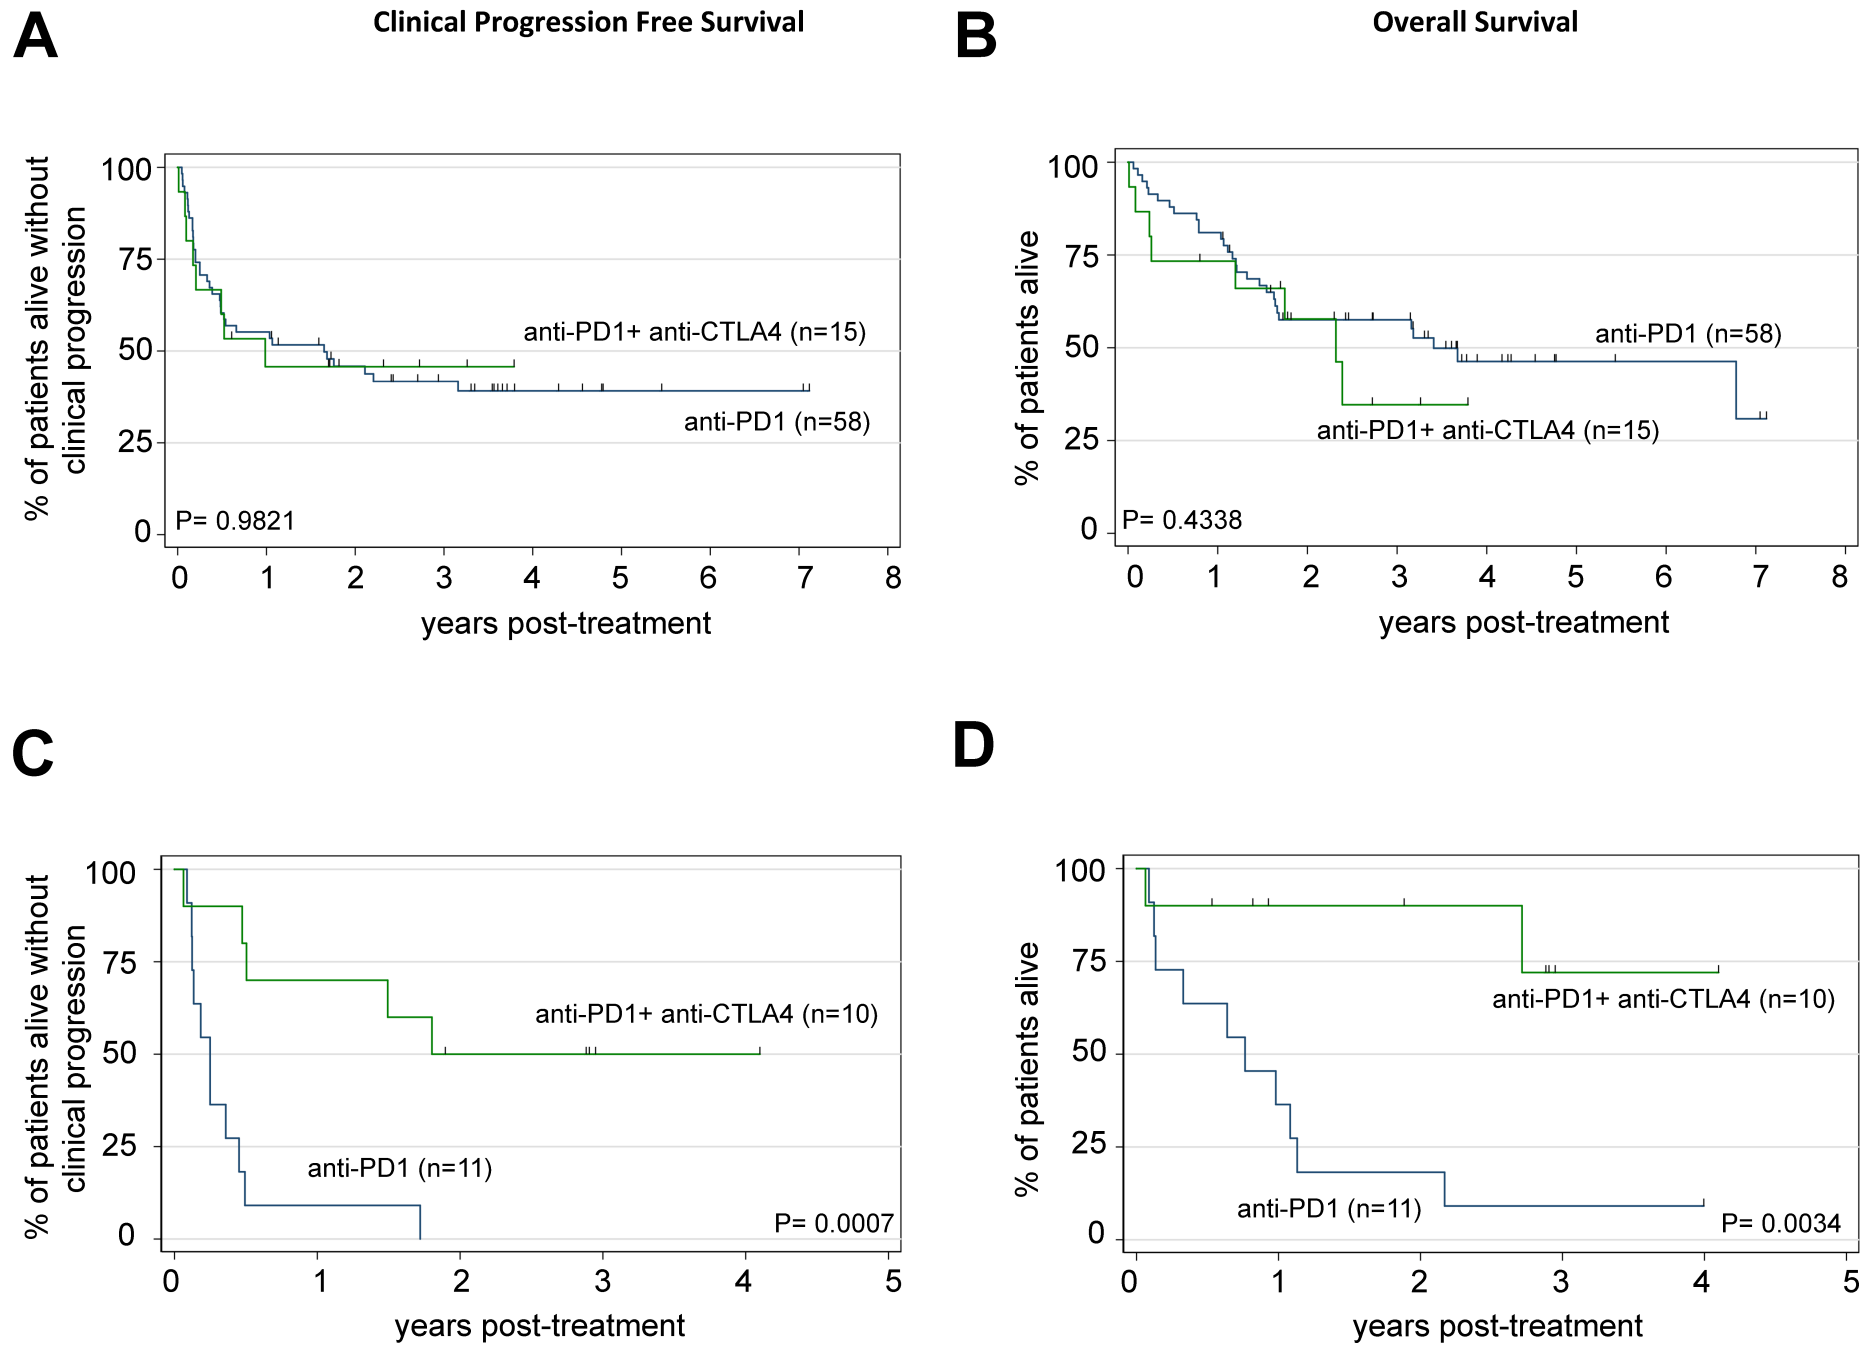 A
Clinical Progression Free Survival
% of patients alive without
clinical progression
100
75
50
25
0
anti-PD1+ anti-CTLA4 (n=15)
anti-PD1 (n=58)
P= 0.9821
0 1 2 3 4 5 6 7 8
years post-treatment
B
Overall Survival
% of patients alive
100
75
50
25
0
anti-PD1 (n=58)
anti-PD1+ anti-CTLA4 (n=15)
P= 0.4338
0 1 2 3 4 5 6 7 8
years post-treatment
C
% of patients alive without
clinical progression
100
75
50
25
0
anti-PD1+ anti-CTLA4 (n=10)
anti-PD1 (n=11)
P= 0.0007
0 1 2 3 4 5
years post-treatment
D
% of patients alive
100
75
50
25
0
anti-PD1+ anti-CTLA4 (n=10)
anti-PD1 (n=11)
P= 0.0034
0 1 2 3 4 5
years post-treatment